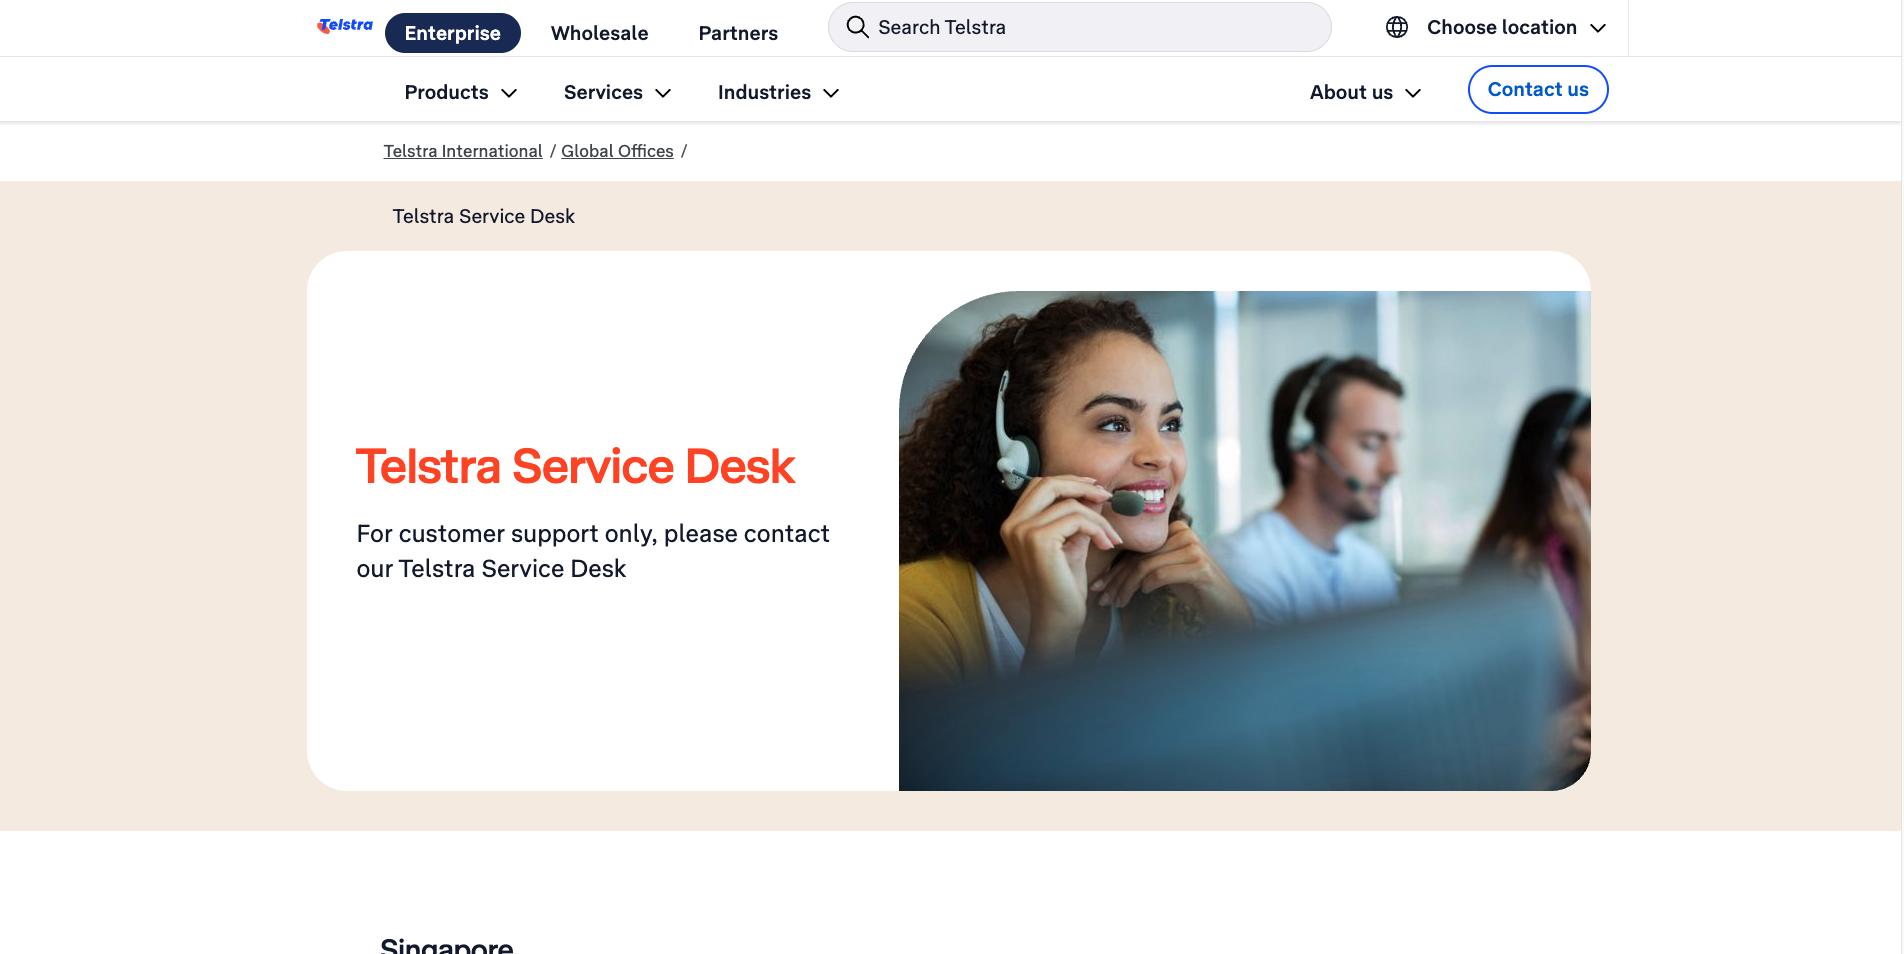 Telstra
Enterprise
Wholesale
Partners
Search Telstra
Choose location
Products
Services
Industries
About us
Contact us
Telstra International / Global Offices /
Telstra Service Desk
Telstra Service Desk
For customer support only, please contact
our Telstra Service Desk
Singapore